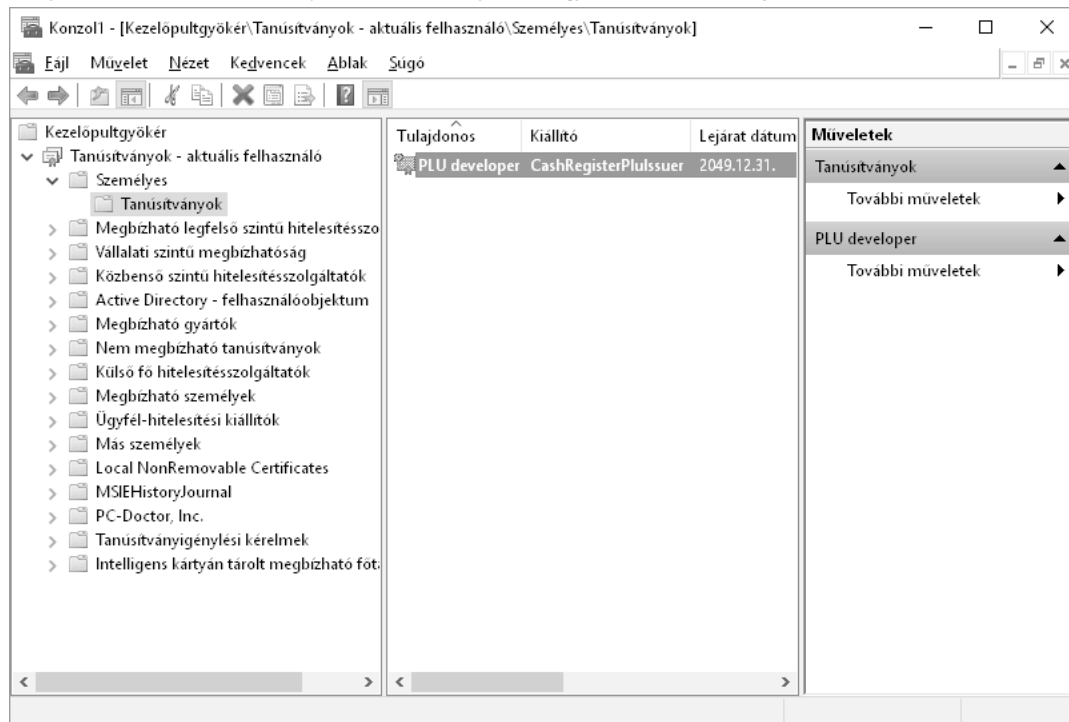 Konzol1 - [Kezelőpultgyökér\Tanúsítványok - aktuális felhasználó\Személyes\Tanúsítványok]
Fájl Művelet Nézet Kedvencek Ablak Súgó
Kezelőpultgyökér
Tanúsítványok - aktuális felhasználó
Személyes
Tanúsítványok
Megbízható legfelső szintű hitelesítésszo
Vállalati szintű megbízhatóság
Közbenső szintű hitelesítésszolgáltatók
Active Directory - felhasználóobjektum
Megbízható gyártók
Nem megbízható tanúsítványok
Külső fő hitelesítésszolgáltatók
Megbízható személyek
Ügyfél-hitelesítési kiállítók
Más személyek
Local NonRemovable Certificates
MSIEHistoryJournal
PC-Doctor, Inc.
Tanúsítványigénylési kérelmek
Intelligens kártyán tárolt megbízható főt
Tulajdonos Kiállító Lejárat dátum
PLU developer CashRegisterPluIssuer 2049.12.31.
Műveletek
Tanúsítványok
További műveletek
PLU developer
További műveletek